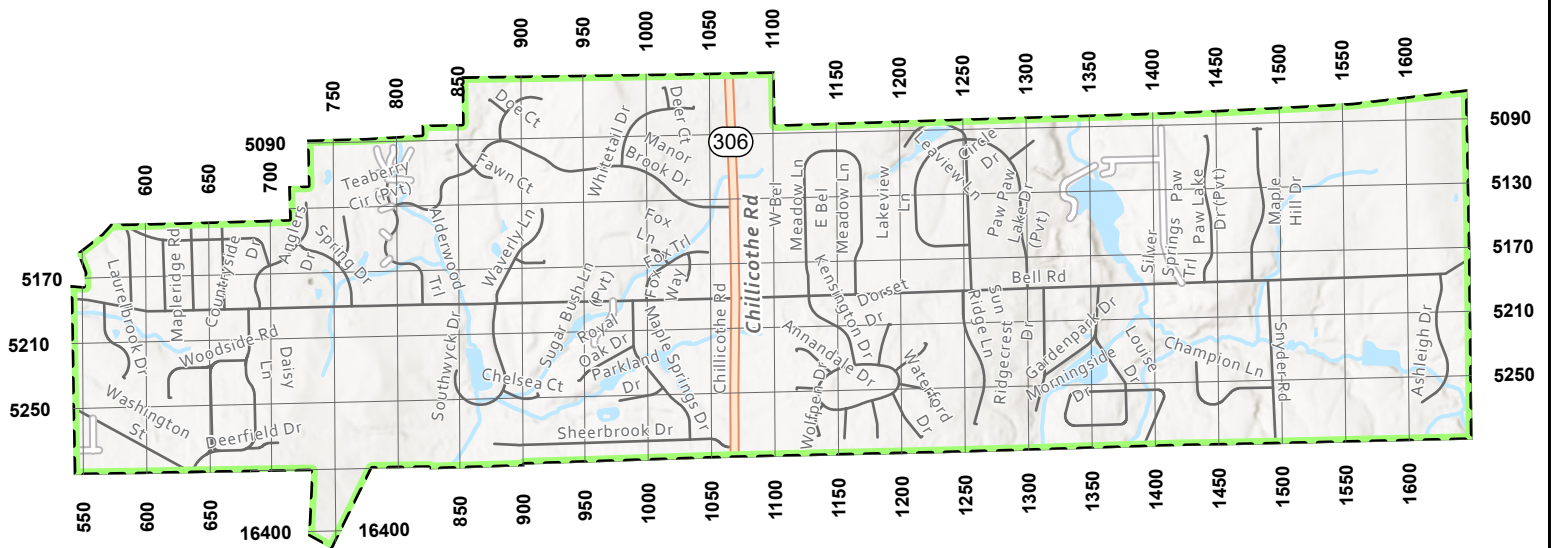 900
950
1000
1050
1100
750
800
850
1150
1200
1250
1300
1350
1400
1450
1500
1550
1600
5090
5090
600
650
700
5130
5170
5170
5210
5210
5250
5250
Doe Ct
Deer Ct
Whitetail Dr
Manor
Brook Dr
306
Fawn Ct
Teaberry
Cir (Pvt)
Anglers
Dr
Spring Dr
Alderwood
Trl
Waverly Ln
Fox
Ln
Fox Trl
Fox
Way
Chillicothe Rd
Chillicothe Rd
W Bel
Meadow Ln
E Bel
Meadow Ln
Lakeview
Ln
Leaview Ln
Circle
Dr
Paw Paw
Lake Dr
(Pvt)
Silver
Springs
Trl
Paw
Paw Lake
Dr (Pvt)
Maple
Hill Dr
Laurelbrook Dr
Mapleridge Rd
Countryside
Dr
Woodside Rd
Daisy
Ln
Washington
St
Deerfield Dr
Southwyck Dr
Chelsea Ct
Sugar Bush Ln
(Pvt)
Royal
Oak Dr
Parkland
Dr
Maple Springs Dr
Sheerbrook Dr
Kensington Dr
Dorset
Dr
Bell Rd
Annandale Dr
Wolfpen Dr
Waterford
Dr
Sun
Ridge Ln
Ridgecrest
Dr
Gardenpark Dr
Morningside
Dr
Louise
Dr
Champion Ln
Snyder Rd
Ashleigh Dr
550
600
650
16400
16400
850
900
950
1000
1050
1100
1150
1200
1250
1300
1350
1400
1450
1500
1550
1600